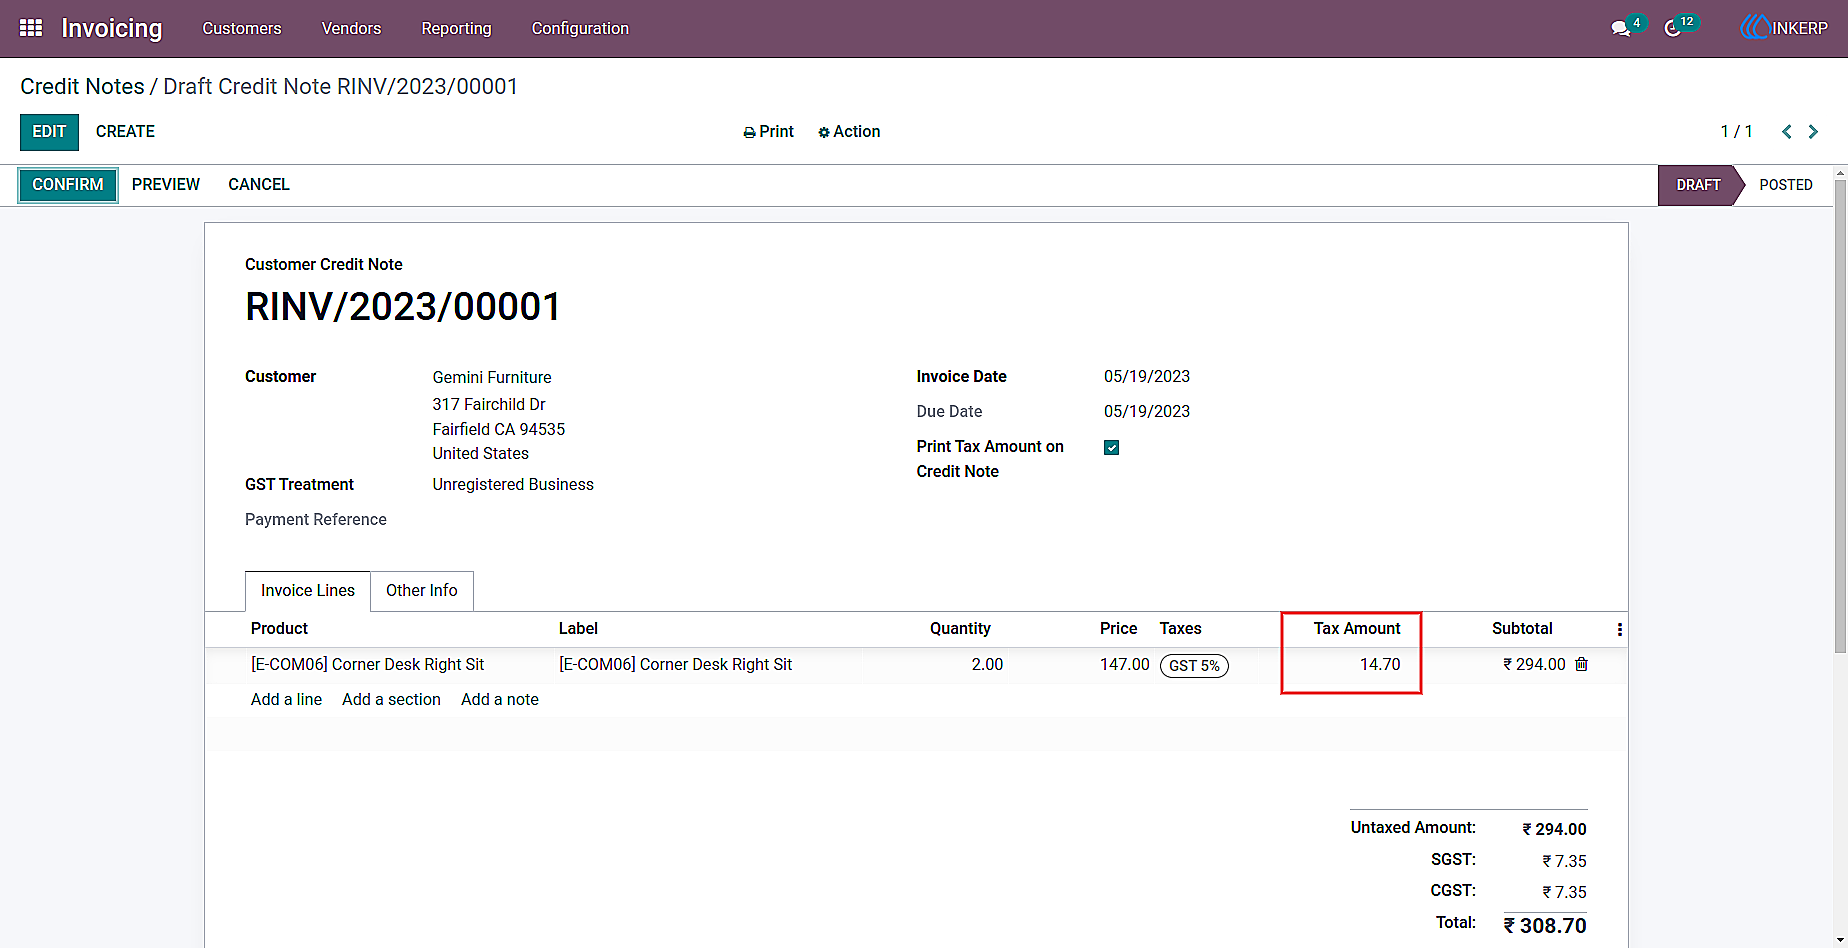 Invoicing Customers Vendors Reporting Configuration 4 12 INKERP
Credit Notes / Draft Credit Note RINV/2023/00001
EDIT CREATE Print Action 1 / 1
CONFIRM PREVIEW CANCEL DRAFT POSTED
Customer Credit Note
RINV/2023/00001
Customer Gemini Furniture Invoice Date 05/19/2023
317 Fairchild Dr Due Date 05/19/2023
Fairfield CA 94535 Print Tax Amount on
United States Credit Note
GST Treatment Unregistered Business
Payment Reference
Invoice Lines Other Info
Product Label Quantity Price Taxes Tax Amount Subtotal
[E-COM06] Corner Desk Right Sit [E-COM06] Corner Desk Right Sit 2.00 147.00 GST 5% 14.70 ₹ 294.00
Add a line Add a section Add a note
Untaxed Amount: ₹ 294.00
SGST: ₹ 7.35
CGST: ₹ 7.35
Total: ₹ 308.70